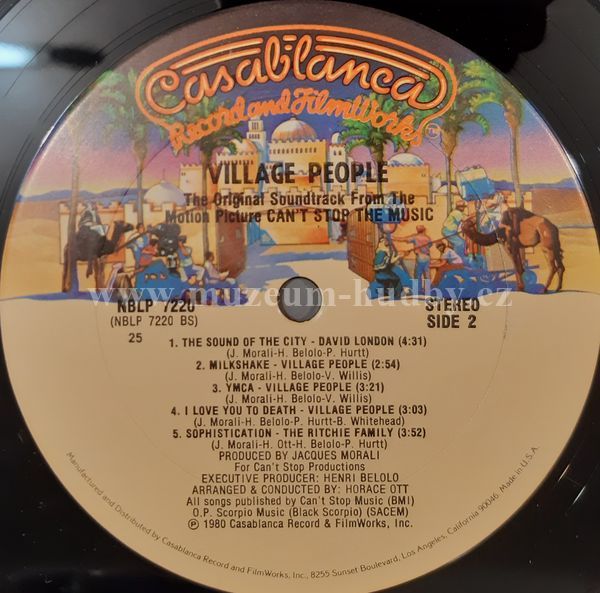 Casablanca
Record and FilmWorks™
VILLAGE PEOPLE
The Original Soundtrack From The
Motion Picture CAN'T STOP THE MUSIC
www.muzeum-hudby.cz
NBLP 7220
(NBLP 7220 BS)
STEREO
SIDE 2
25
1. THE SOUND OF THE CITY - DAVID LONDON (4:31)
(J. Morali-H. Belolo-P. Hurtt)
2. MILKSHAKE - VILLAGE PEOPLE (2:54)
(J. Morali-H. Belolo-V. Willis)
3. YMCA - VILLAGE PEOPLE (3:21)
(J. Morali-H. Belolo-V. Willis)
4. I LOVE YOU TO DEATH - VILLAGE PEOPLE (3:03)
(J. Morali-H. Belolo-P. Hurtt-B. Whitehead)
5. SOPHISTICATION - THE RITCHIE FAMILY (3:52)
(J. Morali-H. Ott-H. Belolo-P. Hurtt)
PRODUCED BY JACQUES MORALI
For Can't Stop Productions
EXECUTIVE PRODUCER: HENRI BELOLO
ARRANGED & CONDUCTED BY: HORACE OTT
All songs published by Can't Stop Music (BMI)
O.P. Scorpio Music (Black Scorpio) (SACEM)
℗ 1980 Casablanca Record & FilmWorks, Inc.
Manufactured and Distributed by Casablanca Record and FilmWorks, Inc., 8255 Sunset Boulevard, Los Angeles, California 90046 Made in U.S.A.